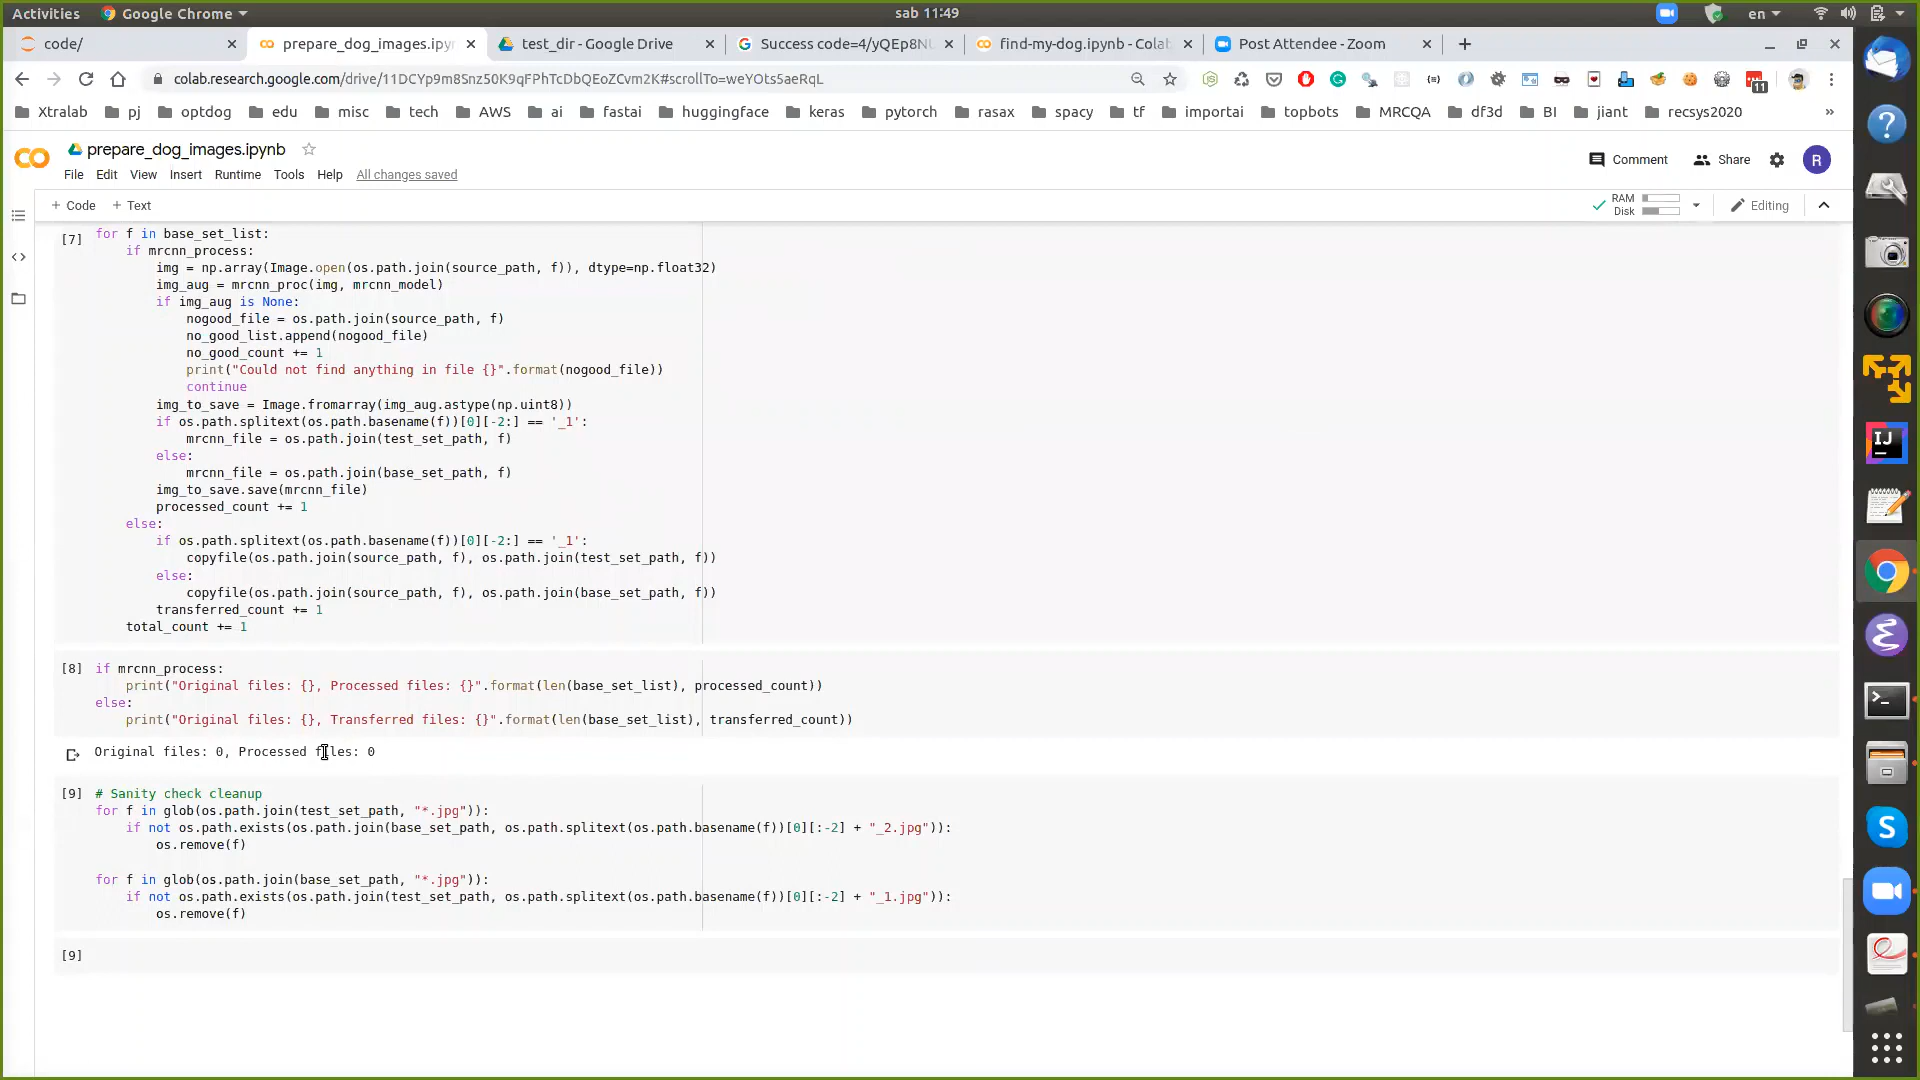 Activities Google Chrome sab 11:49 en
code/ prepare_dog_images.ipyn test_dir - Google Drive Success code=4/yQEp8NU find-my-dog.ipynb - Colab Post Attendee - Zoom
colab.research.google.com/drive/11DCYp9m8Snz50K9qFPhTcDbQEoZCvm2K#scrollTo=weYOts5aeRqL
11
Xtralab pj optdog edu misc tech AWS ai fastai huggingface keras pytorch rasax spacy tf importai topbots MRCQA df3d BI jiant recsys2020 »
prepare_dog_images.ipynb
Comment Share R
File Edit View Insert Runtime Tools Help All changes saved
+ Code + Text RAM Disk Editing
[7] for f in base_set_list:
if mrcnn_process:
img = np.array(Image.open(os.path.join(source_path, f)), dtype=np.float32)
img_aug = mrcnn_proc(img, mrcnn_model)
if img_aug is None:
nogood_file = os.path.join(source_path, f)
no_good_list.append(nogood_file)
no_good_count += 1
print("Could not find anything in file {}".format(nogood_file))
continue
img_to_save = Image.fromarray(img_aug.astype(np.uint8))
if os.path.splitext(os.path.basename(f))[0][-2:] == '_1':
mrcnn_file = os.path.join(test_set_path, f)
else:
mrcnn_file = os.path.join(base_set_path, f)
img_to_save.save(mrcnn_file)
processed_count += 1
else:
if os.path.splitext(os.path.basename(f))[0][-2:] == '_1':
copyfile(os.path.join(source_path, f), os.path.join(test_set_path, f))
else:
copyfile(os.path.join(source_path, f), os.path.join(base_set_path, f))
transferred_count += 1
total_count += 1
[8] if mrcnn_process:
print("Original files: {}, Processed files: {}".format(len(base_set_list), processed_count))
else:
print("Original files: {}, Transferred files: {}".format(len(base_set_list), transferred_count))
Original files: 0, Processed files: 0
[9] # Sanity check cleanup
for f in glob(os.path.join(test_set_path, "*.jpg")):
if not os.path.exists(os.path.join(base_set_path, os.path.splitext(os.path.basename(f))[0][:-2] + "_2.jpg")):
os.remove(f)
for f in glob(os.path.join(base_set_path, "*.jpg")):
if not os.path.exists(os.path.join(test_set_path, os.path.splitext(os.path.basename(f))[0][:-2] + "_1.jpg")):
os.remove(f)
[9]